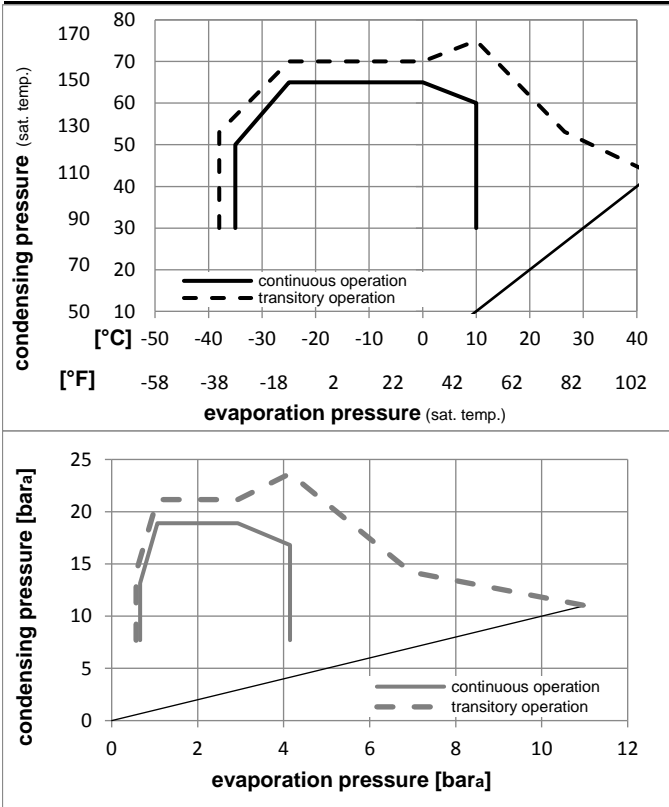 condensing pressure (sat. temp.)
170
150
130
110
90
70
50
80
70
60
50
40
30
20
10
continuous operation
transitory operation
[°C] -50 -40 -30 -20 -10 0 10 20 30 40
[°F] -58 -38 -18 2 22 42 62 82 102
evaporation pressure (sat. temp.)
condensing pressure [bara]
25
20
15
10
5
0
continuous operation
transitory operation
0 2 4 6 8 10 12
evaporation pressure [bara]